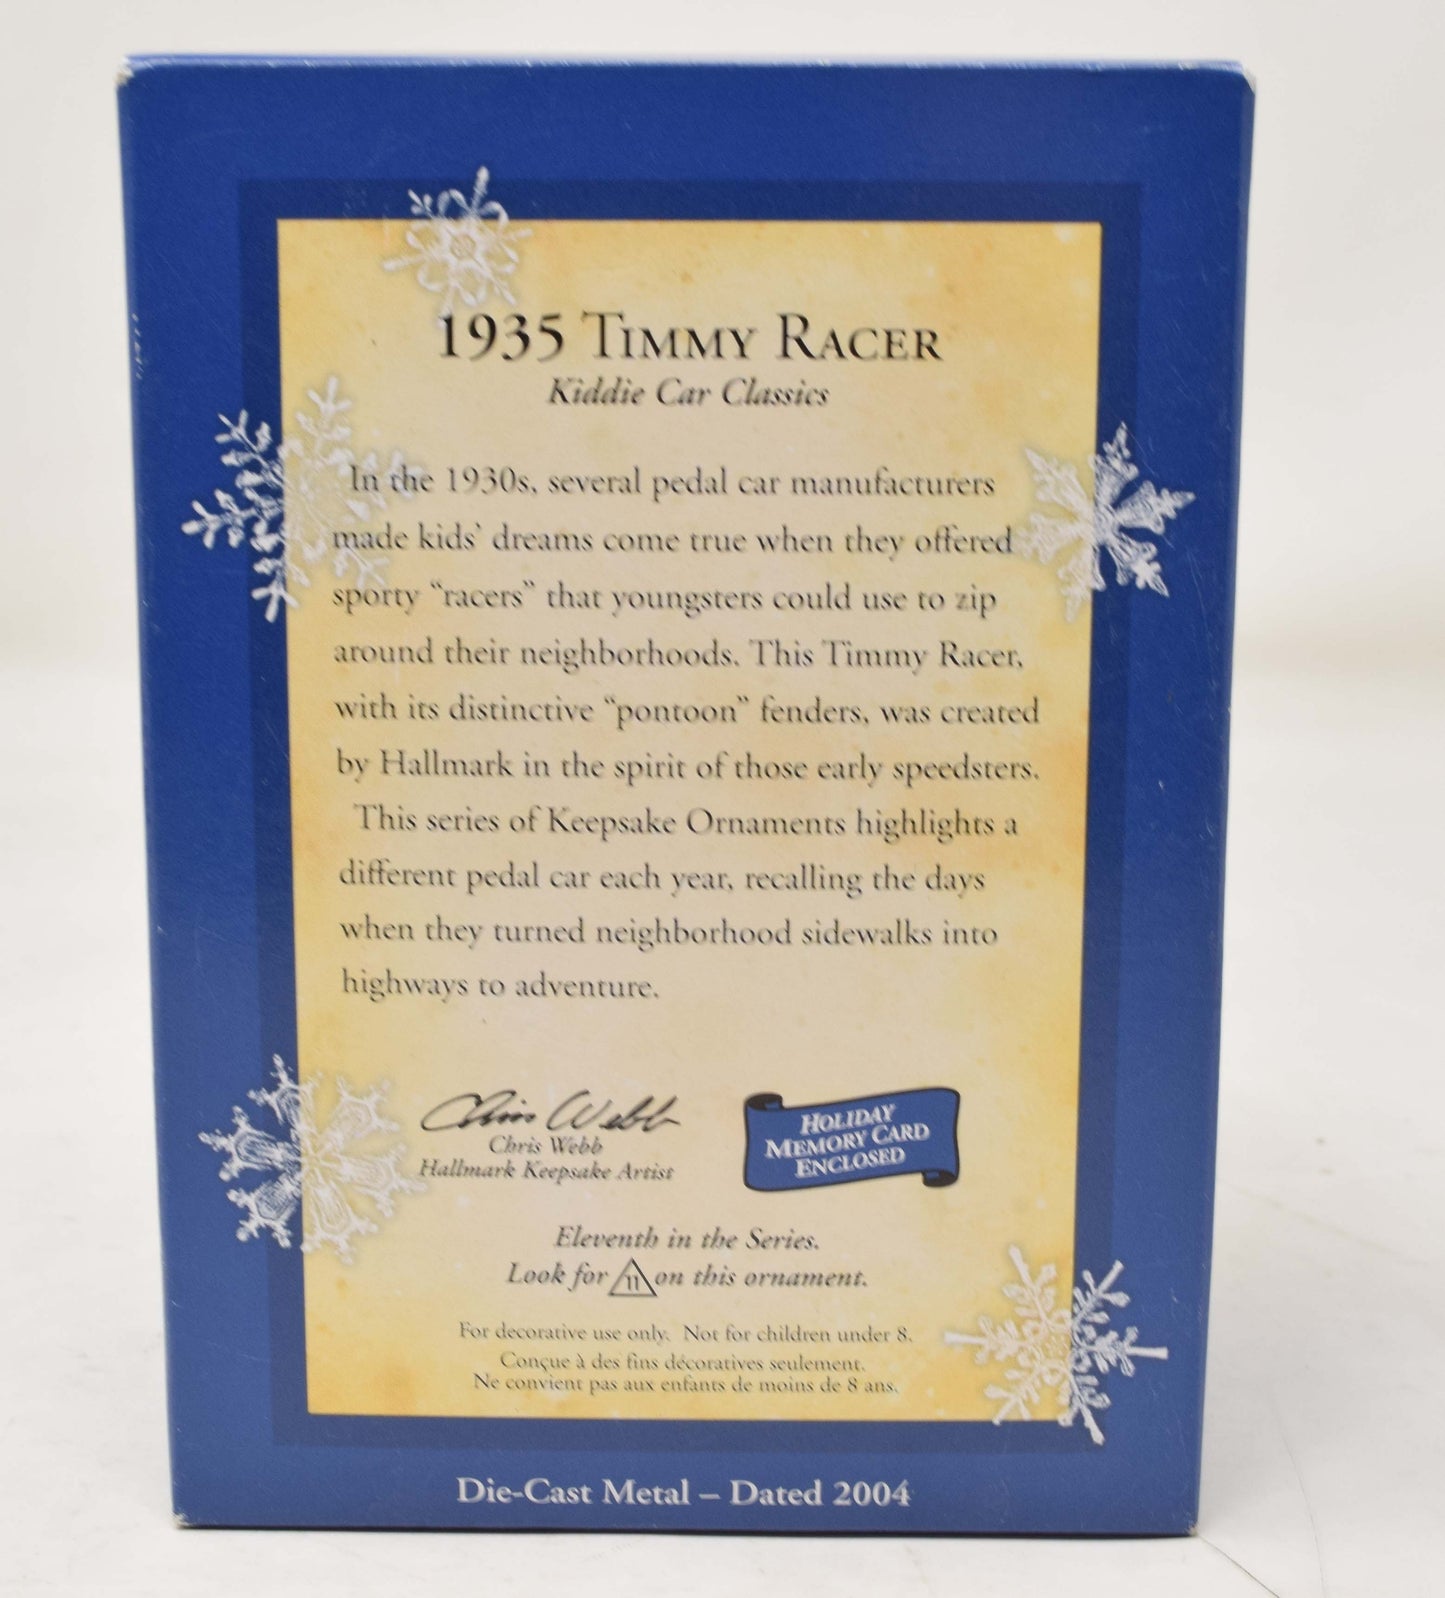 1935 TIMMY RACER
Kiddie Car Classics
In the 1930s, several pedal car manufacturers
made kids' dreams come true when they offered
sporty "racers" that youngsters could use to zip
around their neighborhoods. This Timmy Racer,
with its distinctive "pontoon" fenders, was created
by Hallmark in the spirit of those early speedsters.
This series of Keepsake Ornaments highlights a
different pedal car each year, recalling the days
when they turned neighborhood sidewalks into
highways to adventure.
Chris Webb
Chris Webb
Hallmark Keepsake Artist
HOLIDAY
MEMORY CARD
ENCLOSED
Eleventh in the Series.
Look for 11 on this ornament.
For decorative use only. Not for children under 8.
Conçue à des fins décoratives seulement.
Ne convient pas aux enfants de moins de 8 ans.
Die-Cast Metal – Dated 2004